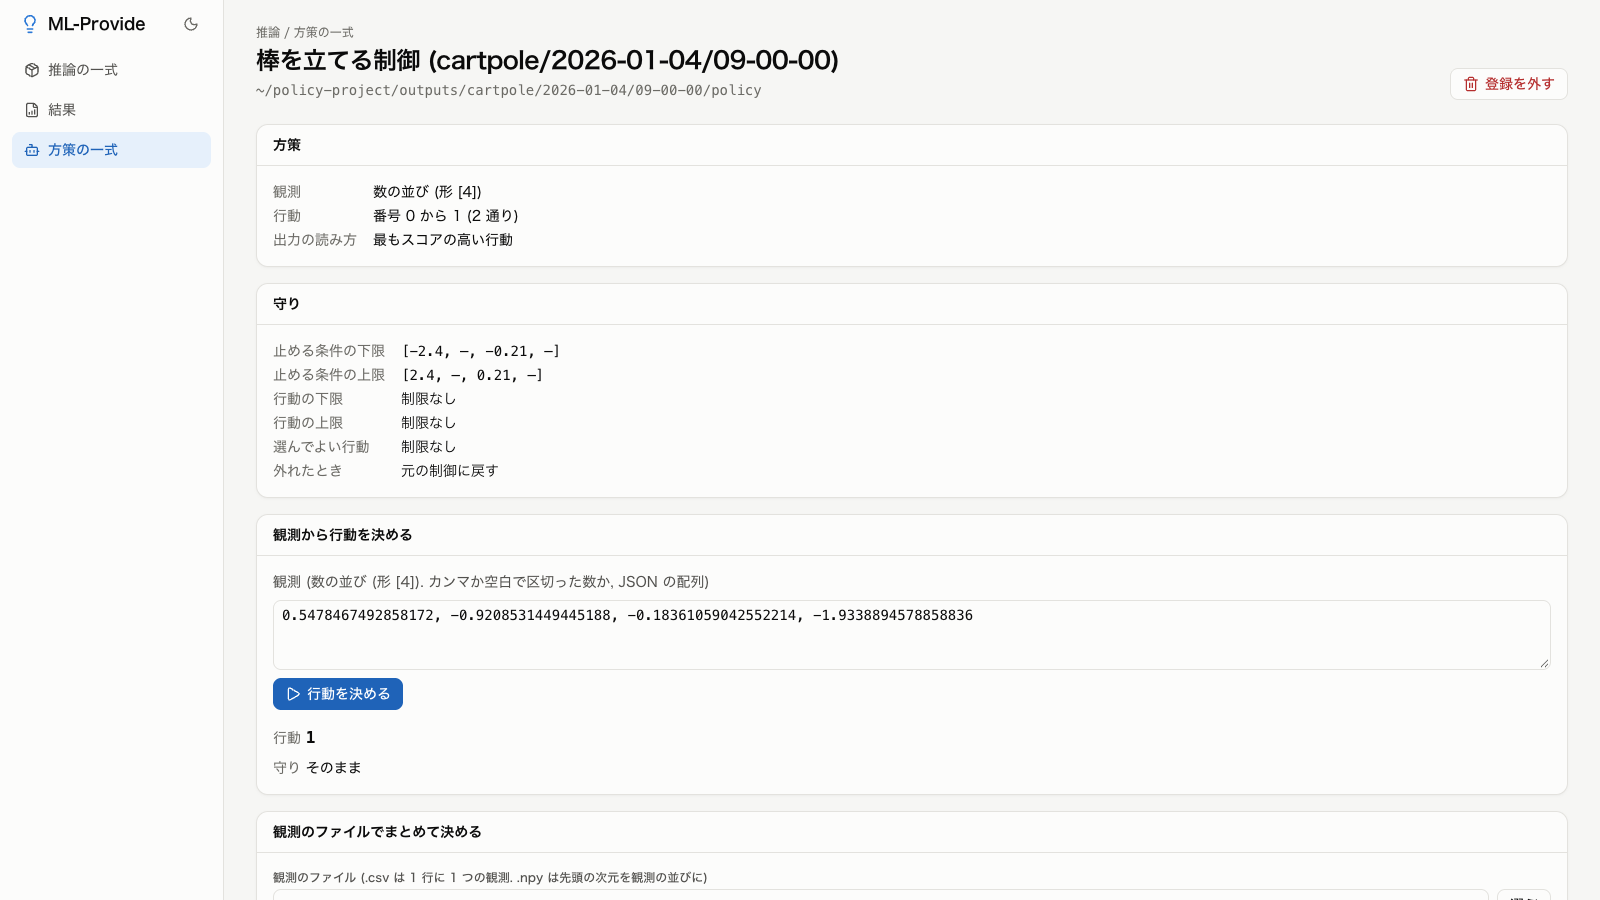 ML-Provide
推論の一式
結果
方策の一式
推論 / 方策の一式
棒を立てる制御 (cartpole/2026-01-04/09-00-00)
~/policy-project/outputs/cartpole/2026-01-04/09-00-00/policy
登録を外す
方策
観測 数の並び (形 [4])
行動 番号 0 から 1 (2 通り)
出力の読み方 最もスコアの高い行動
守り
止める条件の下限 [-2.4, —, -0.21, —]
止める条件の上限 [2.4, —, 0.21, —]
行動の下限 制限なし
行動の上限 制限なし
選んでよい行動 制限なし
外れたとき 元の制御に戻す
観測から行動を決める
観測 (数の並び (形 [4]). カンマか空白で区切った数か, JSON の配列)
0.5478467492858172, -0.9208531449445188, -0.18361059042552214, -1.9338894578858836
行動を決める
行動 1
守り そのまま
観測のファイルでまとめて決める
観測のファイル (.csv は 1 行に 1 つの観測. .npy は先頭の次元を観測の並びに)